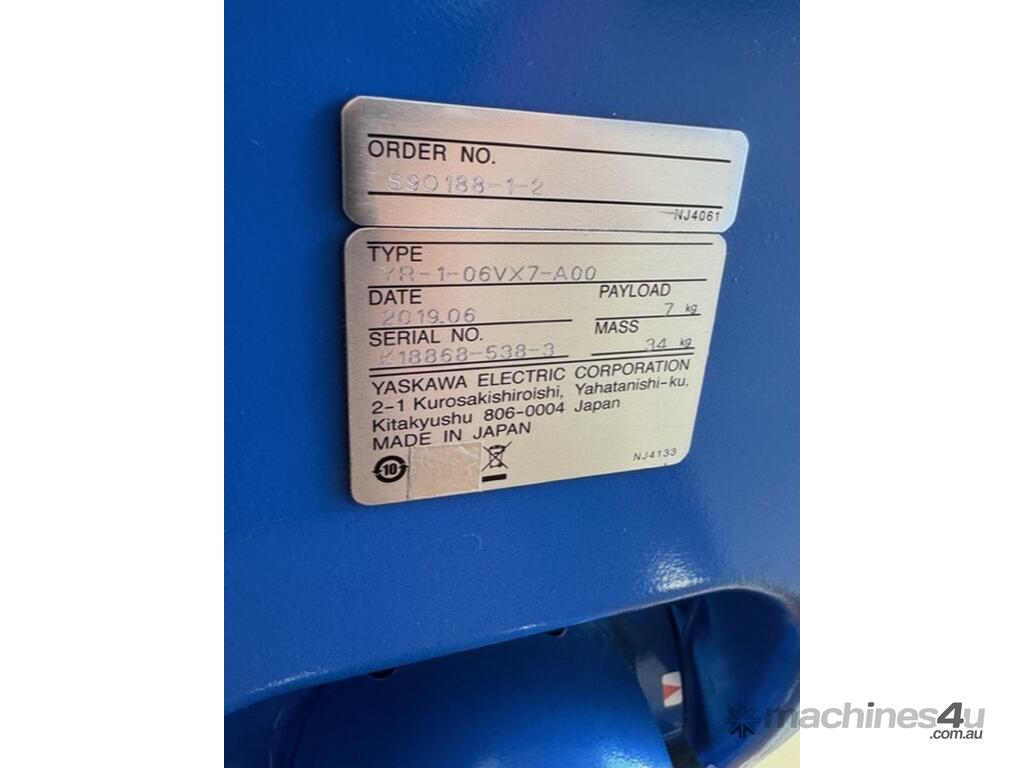 ORDER NO.
S90188-1-2
NJ4061
TYPE
YR-1-06VX7-A00
DATE
2019.06
PAYLOAD
7 kg
SERIAL NO.
K18868-538-3
MASS
34 kg
YASKAWA ELECTRIC CORPORATION
2-1 Kurosakishiroishi, Yahatanishi-ku,
Kitakyushu 806-0004 Japan
MADE IN JAPAN
10
NJ4133
machines4u
.com.au